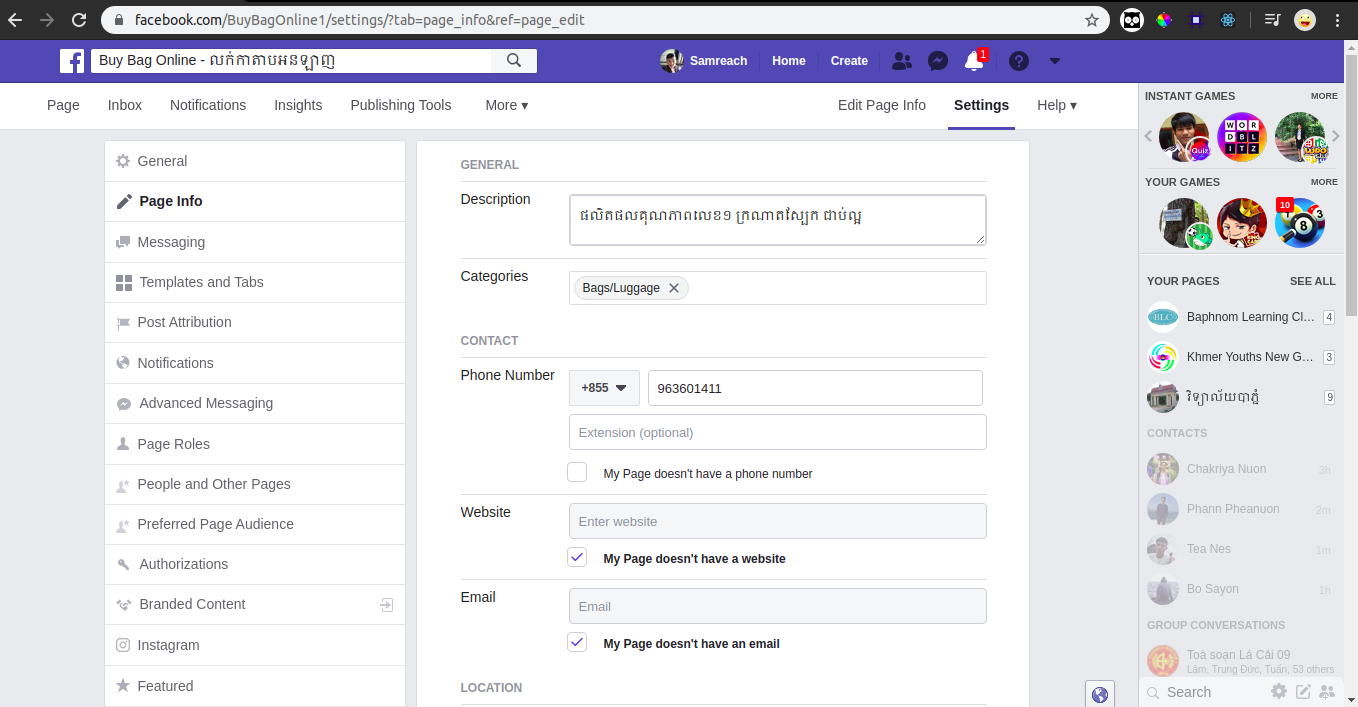 facebook.com/BuyBagOnline1/settings/?tab=page_info&ref=page_edit
Buy Bag Online - លក់កាតាបអនឡាញ
Samreach Home Create 1
Page Inbox Notifications Insights Publishing Tools More ▾ Edit Page Info Settings Help ▾
General
Page Info
Messaging
Templates and Tabs
Post Attribution
Notifications
Advanced Messaging
Page Roles
People and Other Pages
Preferred Page Audience
Authorizations
Branded Content
Instagram
Featured
GENERAL
Description ផលិតផលគុណភាពលេខ១ ក្រណាតស្បែក ជាប់ល្អ
Categories Bags/Luggage
CONTACT
Phone Number +855 963601411
Extension (optional)
My Page doesn't have a phone number
Website Enter website
My Page doesn't have a website
Email Email
My Page doesn't have an email
LOCATION
INSTANT GAMES MORE
Quiz WORDBLITZ LUDO
YOUR GAMES MORE
10 8 3
YOUR PAGES SEE ALL
BLC Baphnom Learning Cl... 4
Khmer Youths New G... 3
វិទ្យាល័យបាភ្នំ 9
CONTACTS
Chakriya Nuon 3h
Phann Pheanuon 2m
Tea Nes 1m
Bo Sayon 1h
GROUP CONVERSATIONS
Toà soạn Lá Cải 09
Lâm, Trung Đức, Tuấn, 53 others
Search